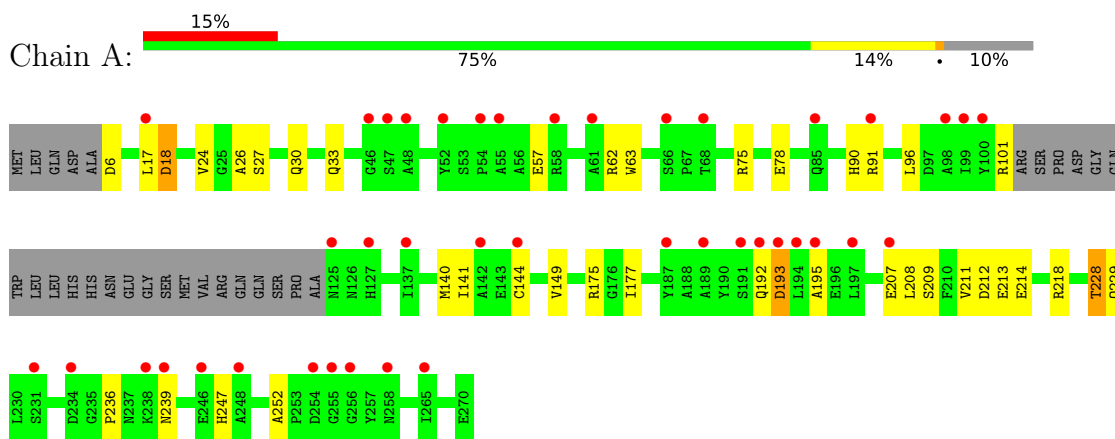 15%
Chain A:
75% 14% • 10%
MET LEU GLN ASP ALA D6 L17 D18 V24 G25 A26 S27 Q30 Q33 G46 S47 A48 Y52 S53 P54 A55 A56 E57 R58 A61 R62 W63 S66 P67 T68 R75 E78 Q85 H90 R91 L96 D97 A98 I99 Y100 R101 ARG SER PRO ASP GLY GLN
TRP LEU LEU HIS HIS ASN GLU GLY SER MET VAL ARG GLN GLN SER PRO ALA N125 N126 H127 I137 M140 I141 A142 E143 C144 V149 R175 G176 I177 Y187 A188 A189 Y190 S191 Q192 D193 L194 A195 E196 L197 E207 L208 S209 F210 V211 D212 E213 E214 R218 T228
L230 S231 D234 G235 P236 N237 K238 N239 E246 H247 A248 A252 P253 D254 G255 G256 Y257 N258 I265 E270